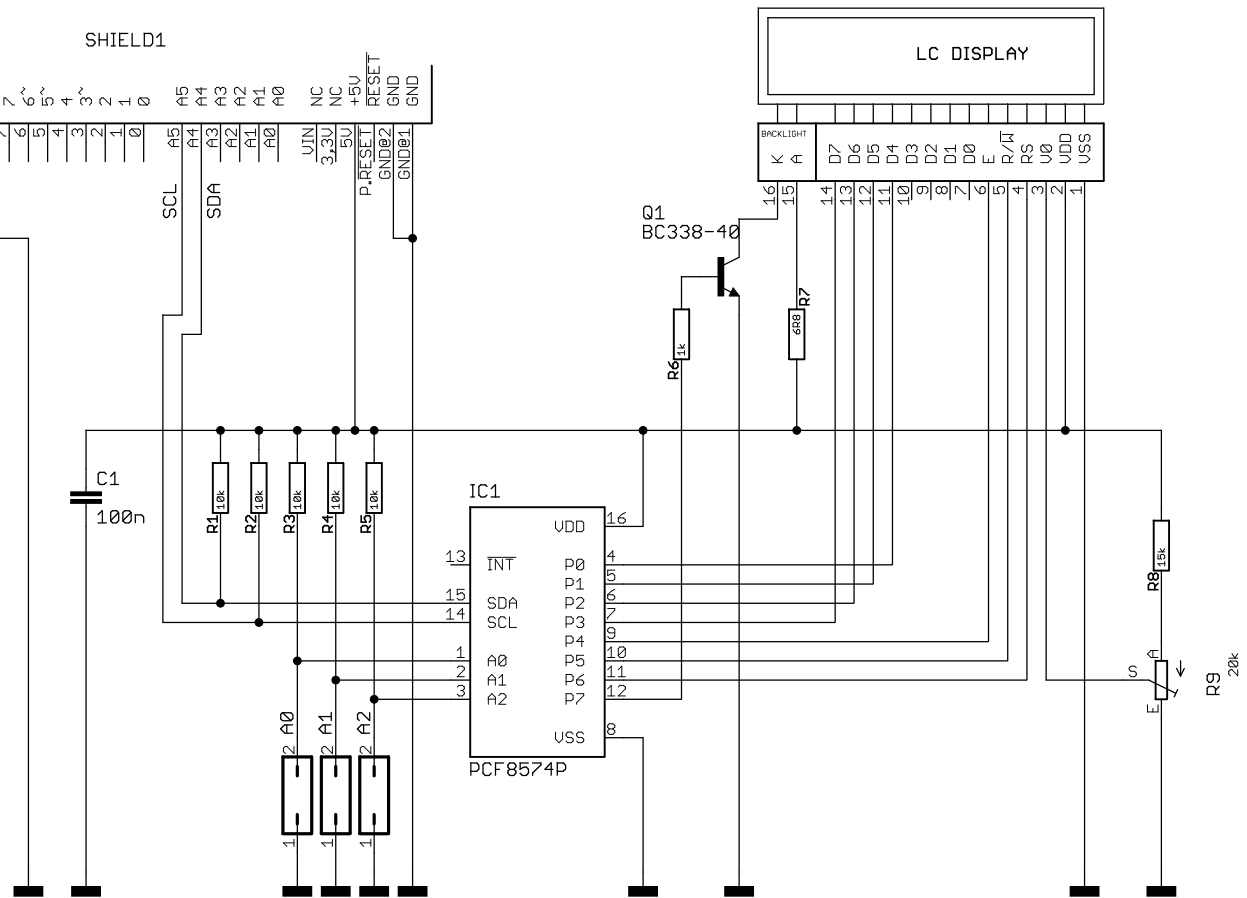 SHIELD1
LC DISPLAY
7 6~ 5~ 4 3~ 2 1 0 A5 A4 A3 A2 A1 A0 NC NC +5V RESET GND GND
7 6 5 4 3 2 1 0 A5 A4 A3 A2 A1 A0 VIN 3,3V 5V P.RESET GND@2 GND@1
BACKLIGHT
K A D7 D6 D5 D4 D3 D2 D1 D0 E R/W RS V0 VDD VSS
16 15 14 13 12 11 10 9 8 7 6 5 4 3 2 1
SCL SDA
Q1
BC338-40
R7
6R8
R6
1k
C1
100n
R1 10k
R2 10k
R3 10k
R4 10k
R5 10k
IC1
VDD 16
13 INT P0 4
P1 5
15 SDA P2 6
14 SCL P3 7
P4 9
1 A0 P5 10
2 A1 P6 11
3 A2 P7 12
VSS 8
PCF8574P
A0 A1 A2
2 2 2
1 1 1
R8
15k
A
S
E
R9
20k